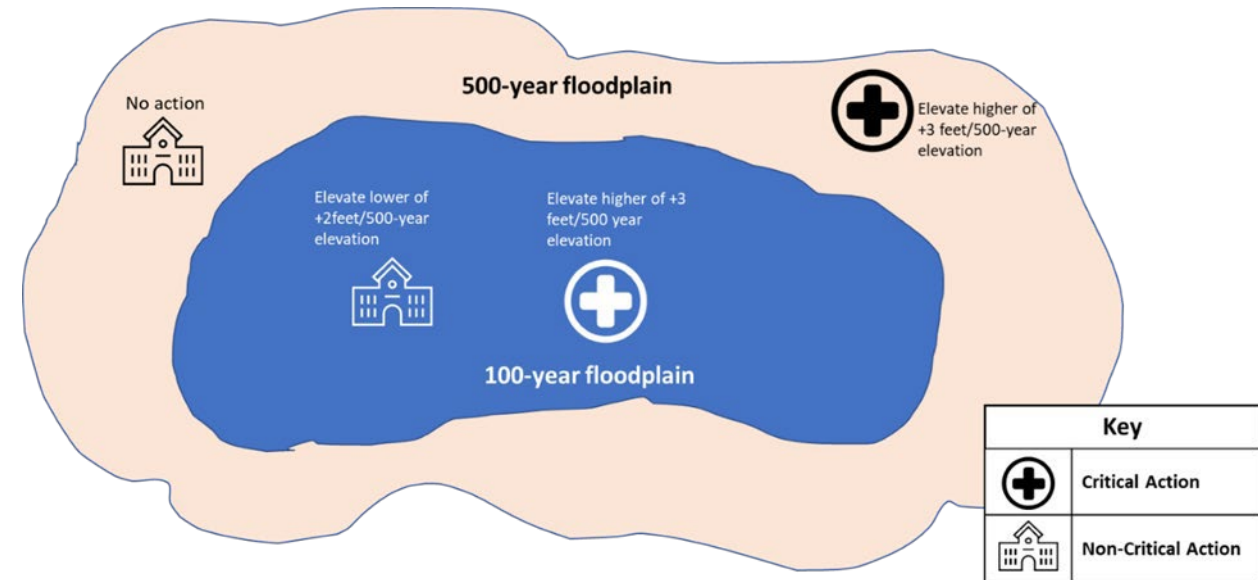 500-year floodplain
No action
Elevate higher of
+3 feet/500-year
elevation
Elevate lower of
+2feet/500-year
elevation
Elevate higher of +3
feet/500 year
elevation
100-year floodplain
Key
Critical Action
Non-Critical Action